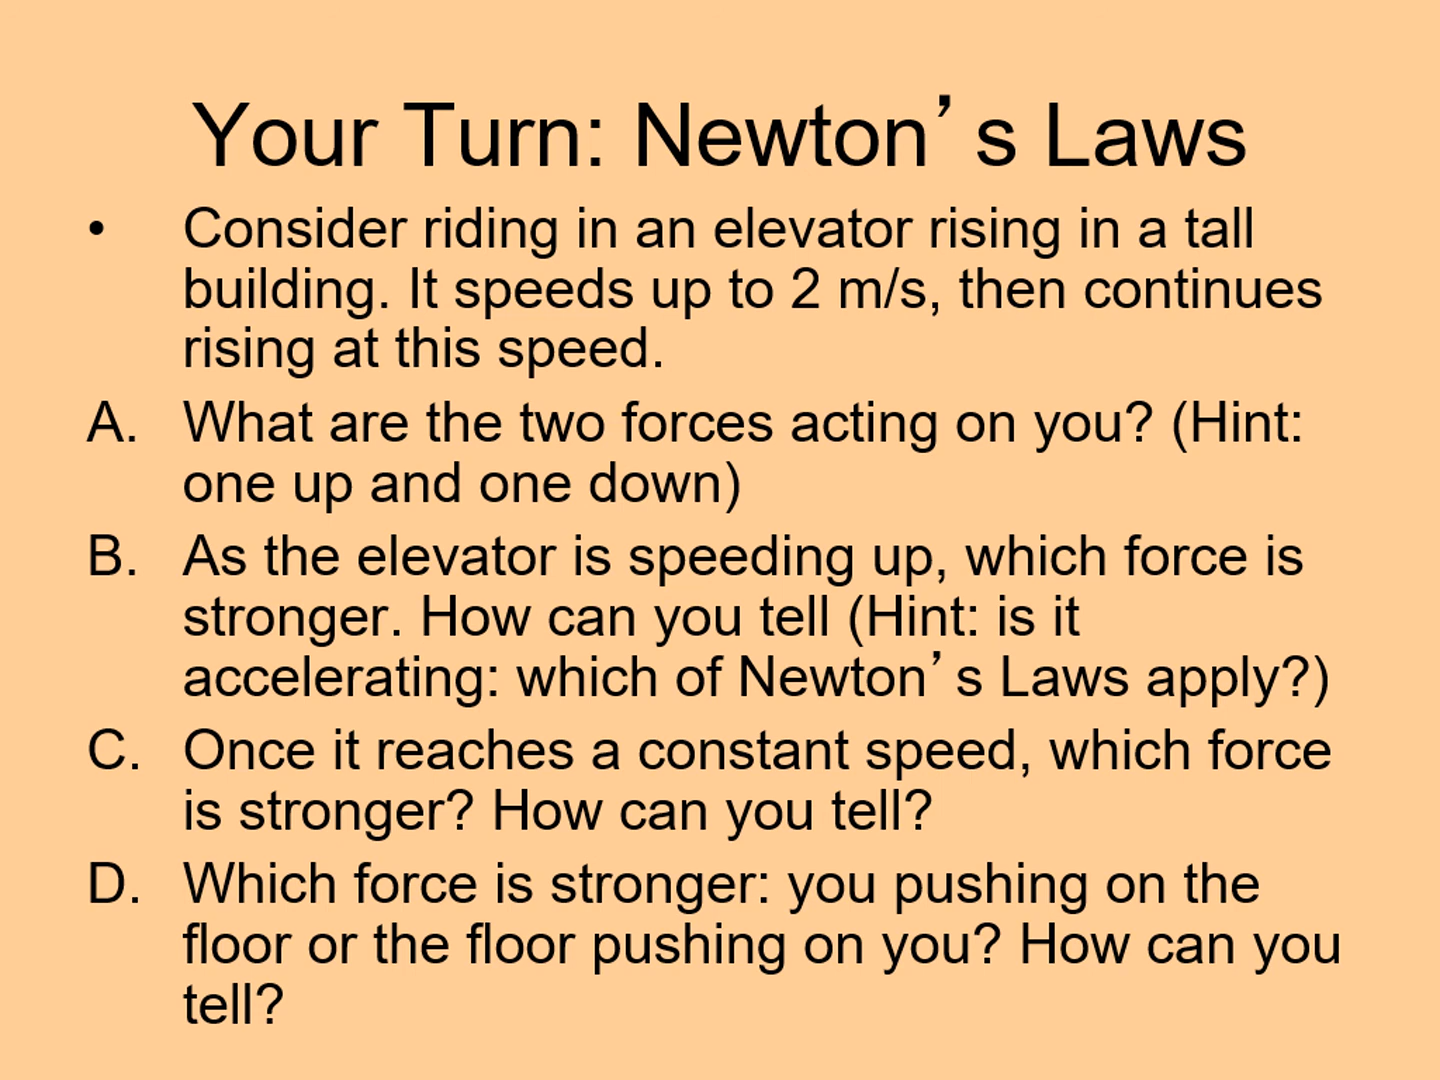 Your Turn: Newton’s Laws
• Consider riding in an elevator rising in a tall
building. It speeds up to 2 m/s, then continues
rising at this speed.
A. What are the two forces acting on you? (Hint:
one up and one down)
B. As the elevator is speeding up, which force is
stronger. How can you tell (Hint: is it
accelerating: which of Newton’s Laws apply?)
C. Once it reaches a constant speed, which force
is stronger? How can you tell?
D. Which force is stronger: you pushing on the
floor or the floor pushing on you? How can you
tell?